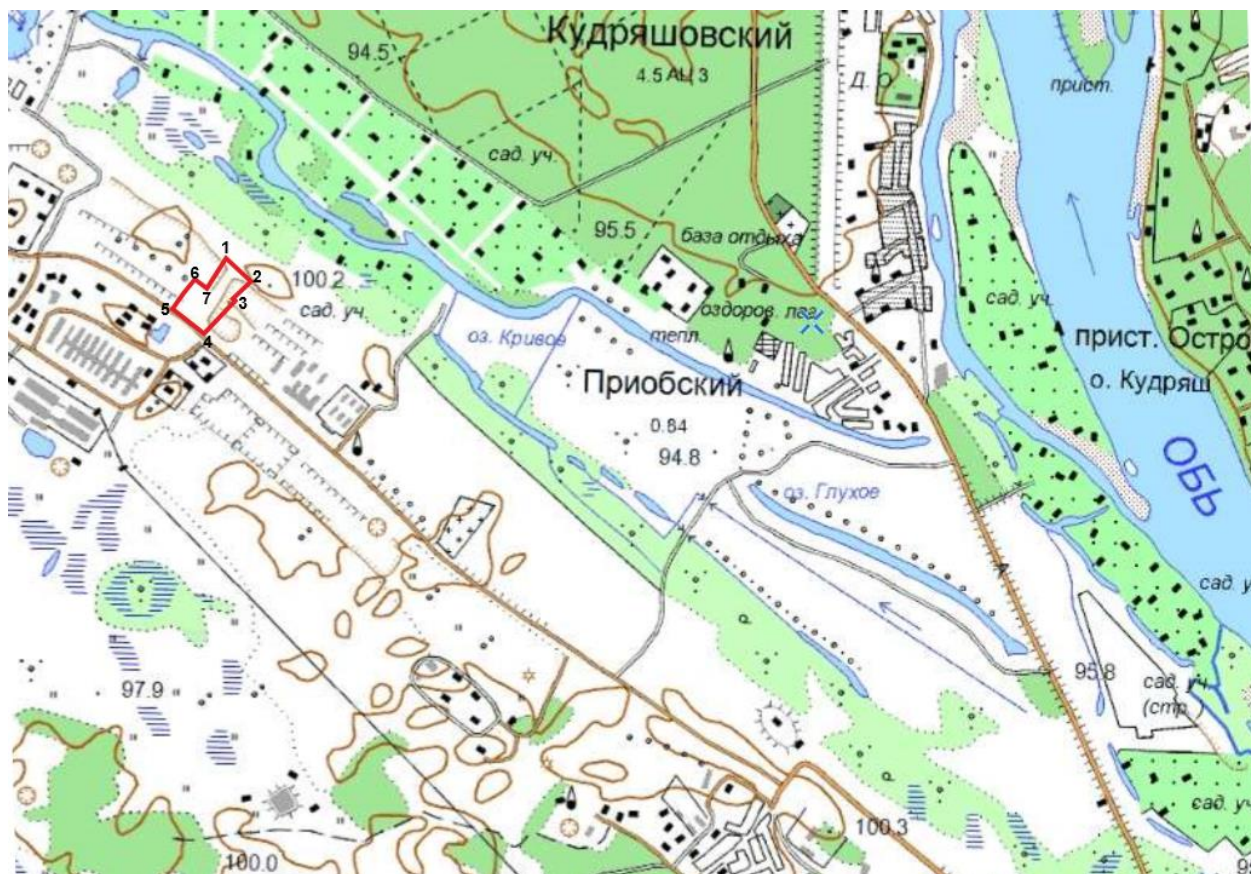 Кудряшовский
94.5
4.5 АЦ 3
Д. О.
прист.
сад. уч.
95.5
база отдыха
1
2
6
7
3
5
4
100.2
сад. уч.
сад. уч.
оздоров. лаг.
тепл.
оз. Кривое
прист. Остро
о. Кудряш
Приобский
0.84
94.8
ОБЬ
оз. Глухое
сад. у
97.9
95.8
сад. уч.
(стр.)
сад. уч
100.3
100.0